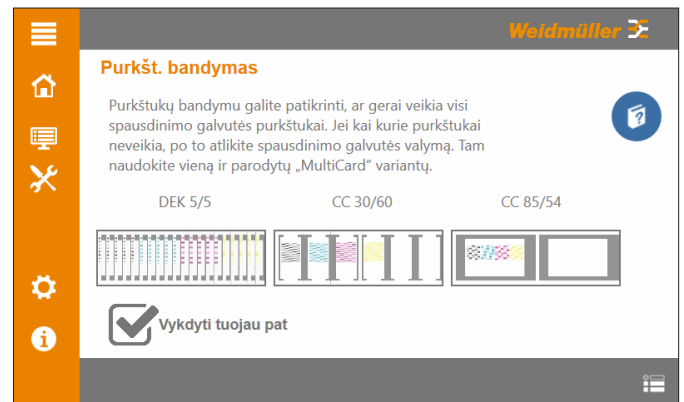 Weidmüller
Purkšt. bandymas
Purkštukų bandymu galite patikrinti, ar gerai veikia visi
spausdinimo galvutės purkštukai. Jei kai kurie purkštukai
neveikia, po to atlikite spausdinimo galvutės valymą. Tam
naudokite vieną ir parodytų „MultiCard“ variantų.
DEK 5/5 CC 30/60 CC 85/54
Vykdyti tuojau pat